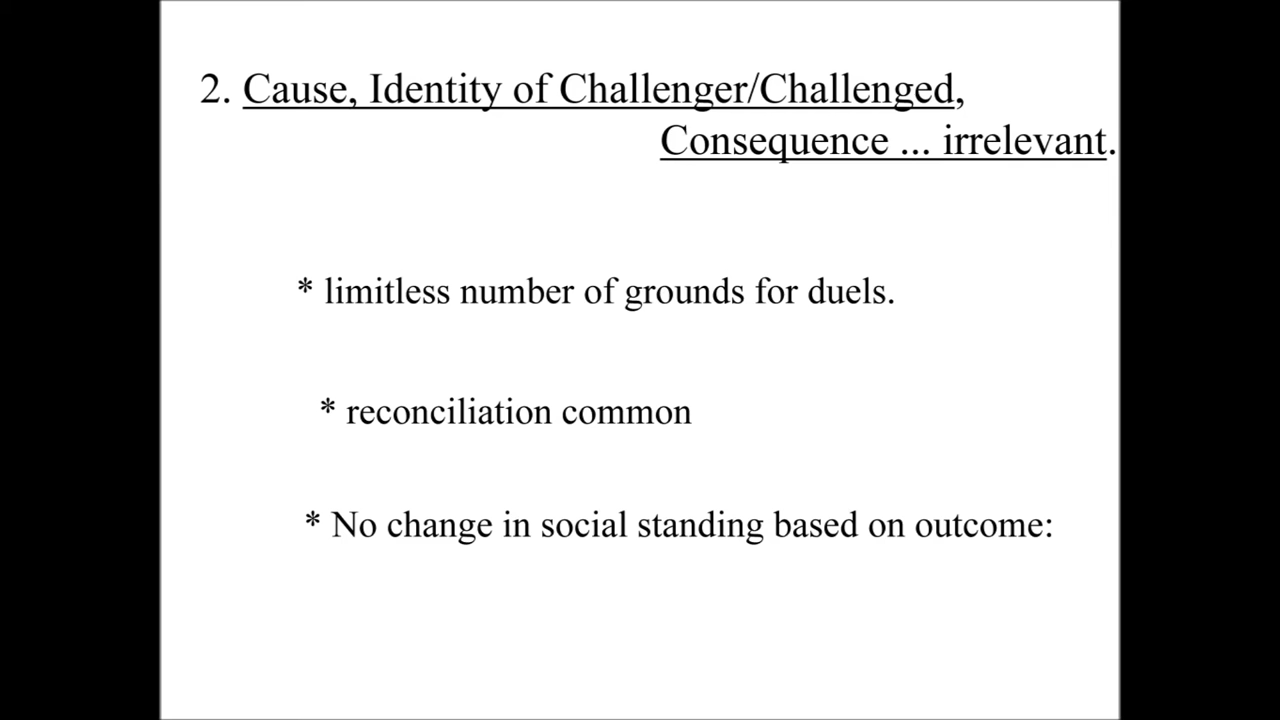 2. Cause, Identity of Challenger/Challenged,
Consequence ... irrelevant.
* limitless number of grounds for duels.
* reconciliation common
* No change in social standing based on outcome: